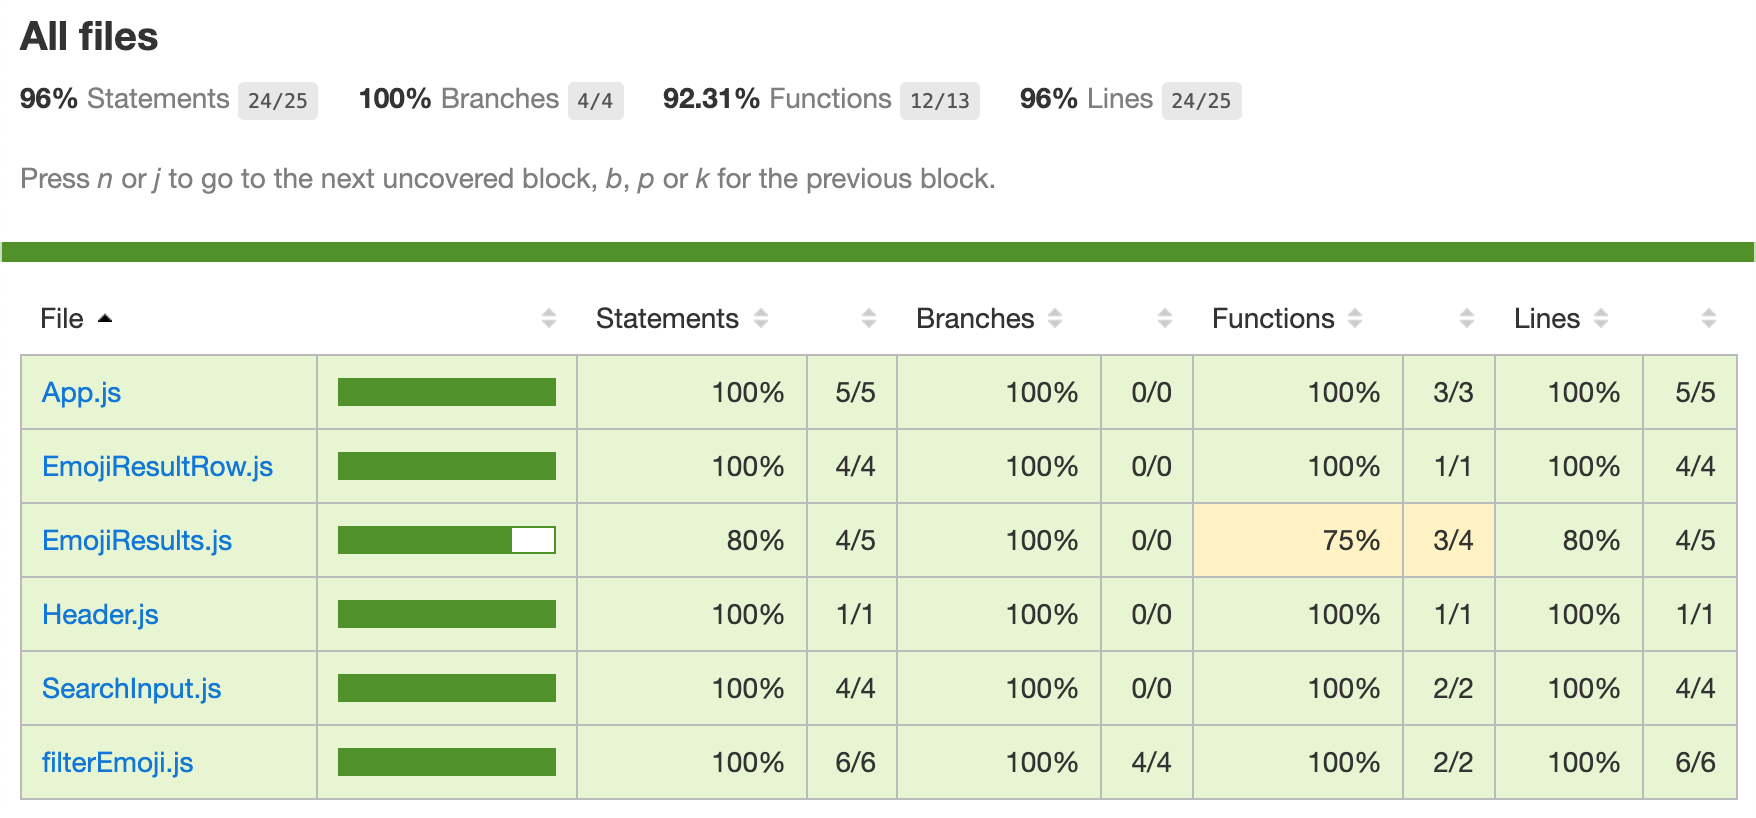 All files
96% Statements 24/25 100% Branches 4/4 92.31% Functions 12/13 96% Lines 24/25
Press n or j to go to the next uncovered block, b, p or k for the previous block.
File Statements Branches Functions Lines
App.js 100% 5/5 100% 0/0 100% 3/3 100% 5/5
EmojiResultRow.js 100% 4/4 100% 0/0 100% 1/1 100% 4/4
EmojiResults.js 80% 4/5 100% 0/0 75% 3/4 80% 4/5
Header.js 100% 1/1 100% 0/0 100% 1/1 100% 1/1
SearchInput.js 100% 4/4 100% 0/0 100% 2/2 100% 4/4
filterEmoji.js 100% 6/6 100% 4/4 100% 2/2 100% 6/6